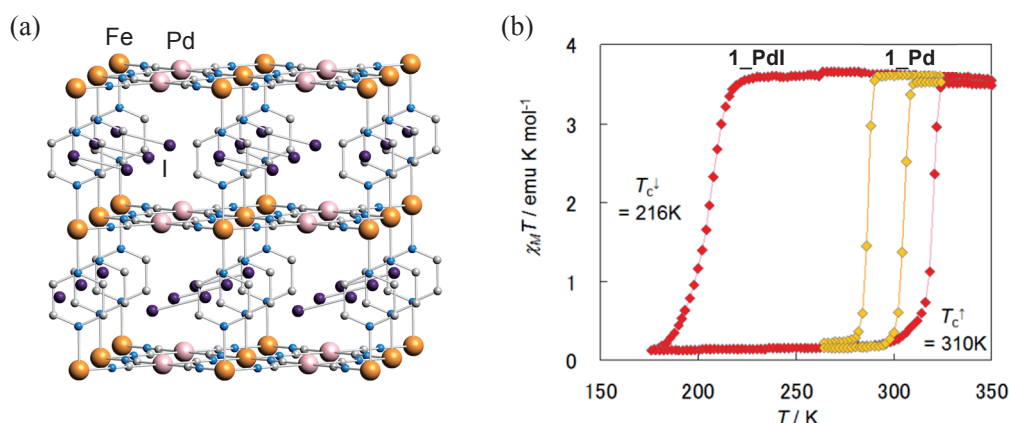 (a)
Fe
Pd
I
(b)
1_PdI
1_Pd
4
3
2
1
0
χMT / emu K mol-1
Tc↓
= 216K
Tc↑
= 310K
150
200
250
300
350
T / K